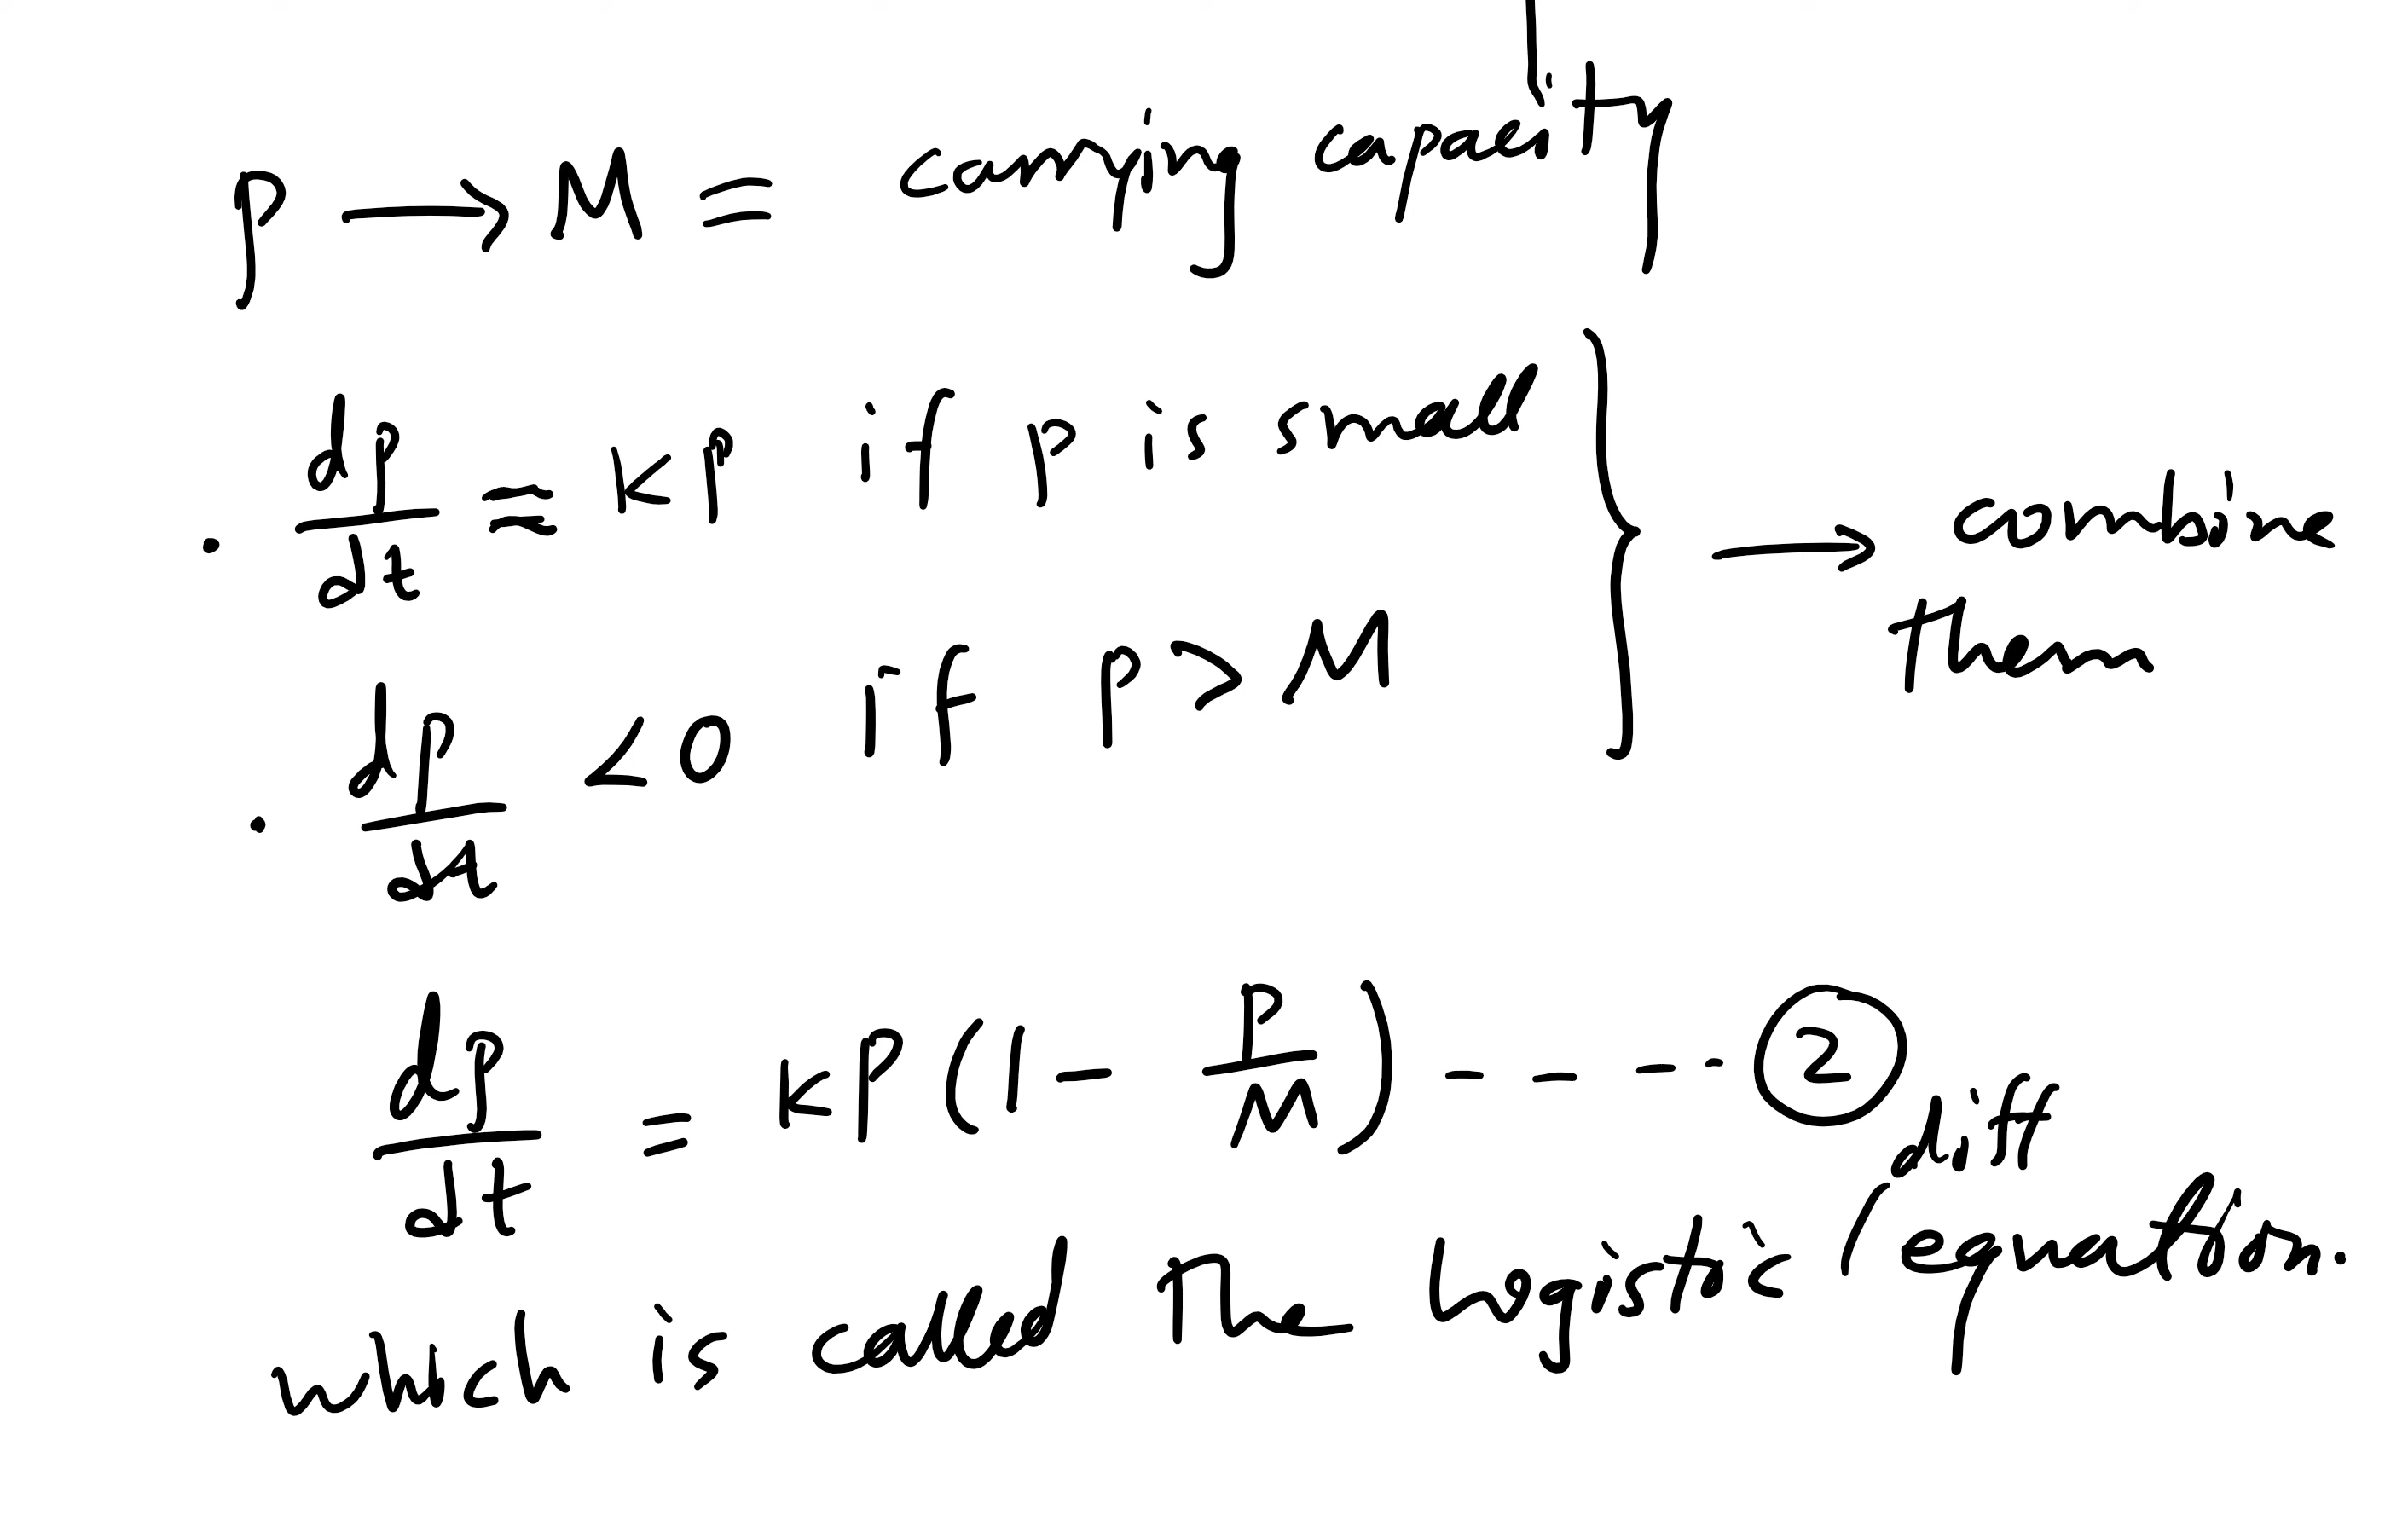 P → M = carrying capacity
· dP/dt ≈ kP if P is small } → combine
them
· dP/dt < 0 if P > M
dP/dt = kP(1 - P/M) - - - - ②
diff
which is called the logistic equation.